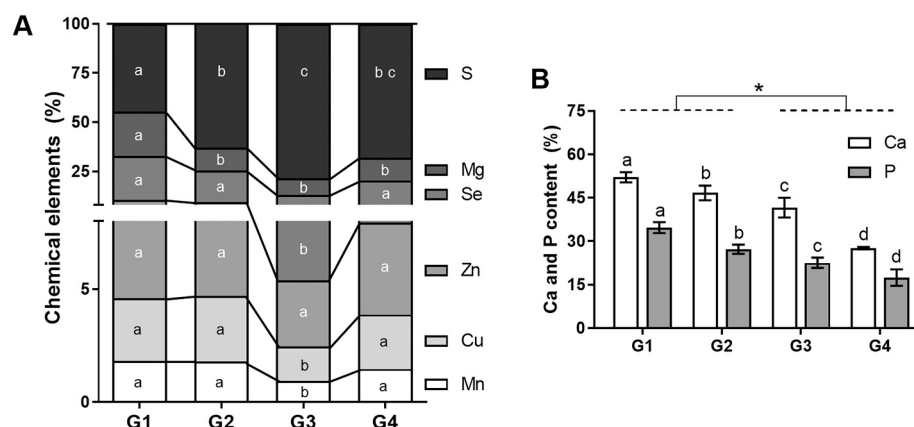 A
Chemical elements (%)
100
75
50
25
5
0
a b c b c
a b b b
a a b a
a a a a
a a b a
a a b a
S
Mg
Se
Zn
Cu
Mn
G1 G2 G3 G4
B
*
Ca and P content (%)
75
60
45
30
15
0
Ca
P
a a b b c c d d
G1 G2 G3 G4